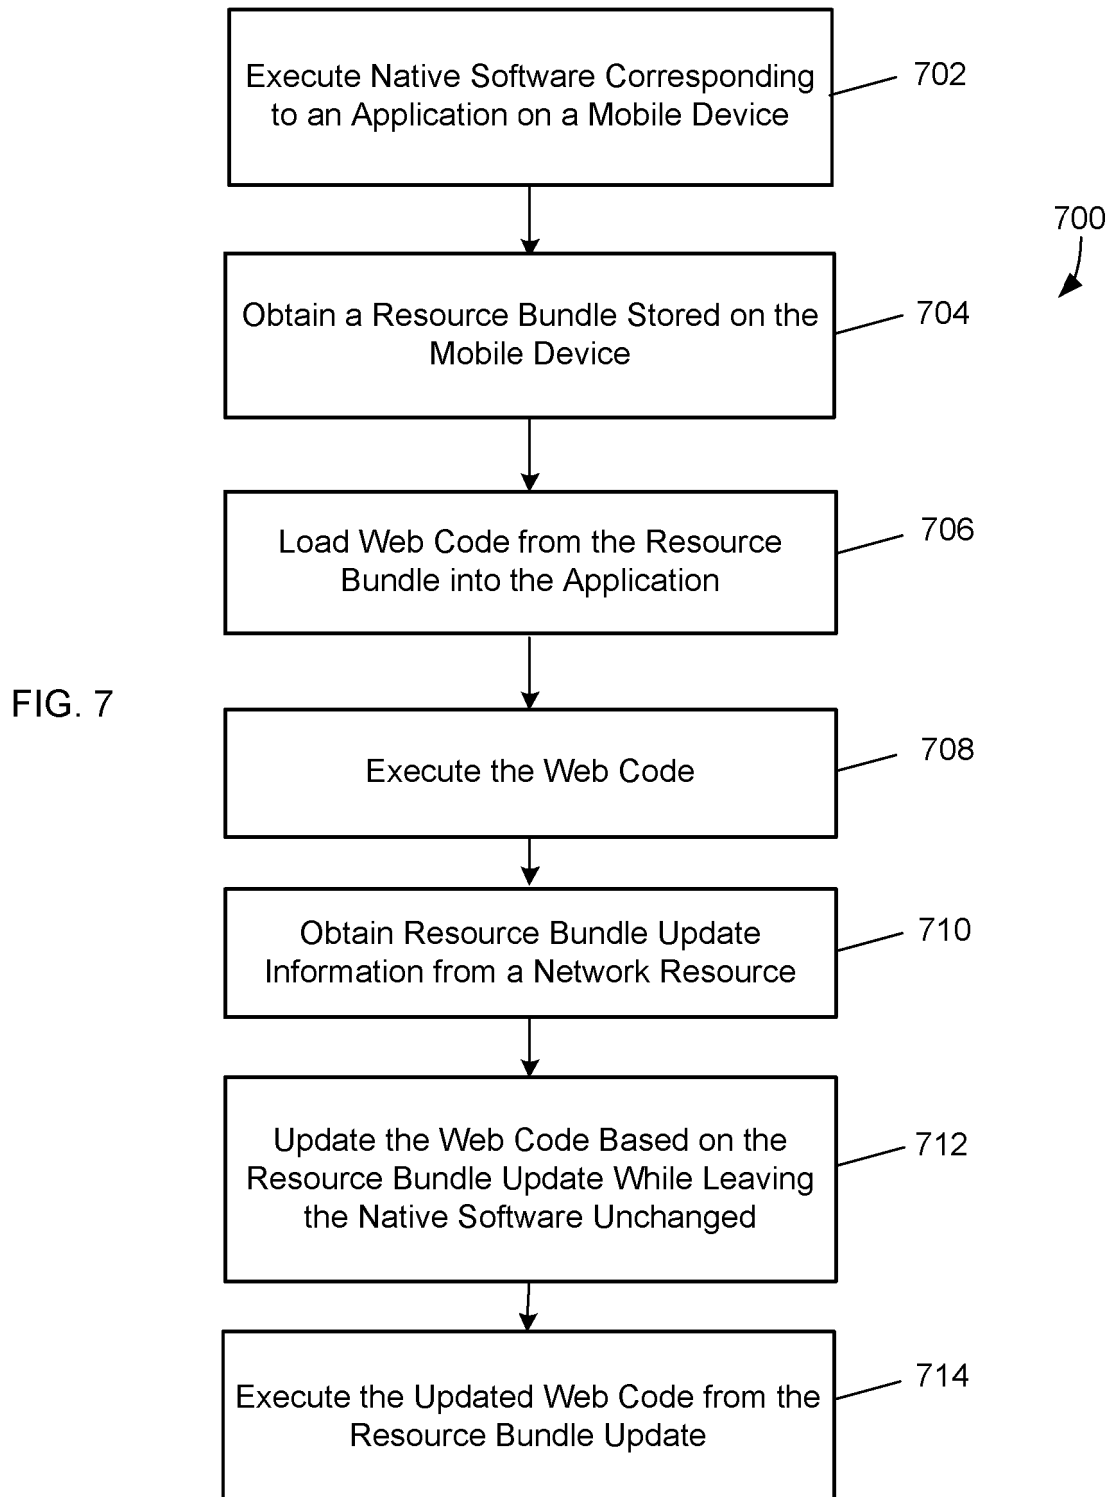 Execute Native Software Corresponding
to an Application on a Mobile Device
702
700
Obtain a Resource Bundle Stored on the
Mobile Device
704
Load Web Code from the Resource
Bundle into the Application
706
FIG. 7
Execute the Web Code
708
Obtain Resource Bundle Update
Information from a Network Resource
710
Update the Web Code Based on the
Resource Bundle Update While Leaving
the Native Software Unchanged
712
Execute the Updated Web Code from the
Resource Bundle Update
714